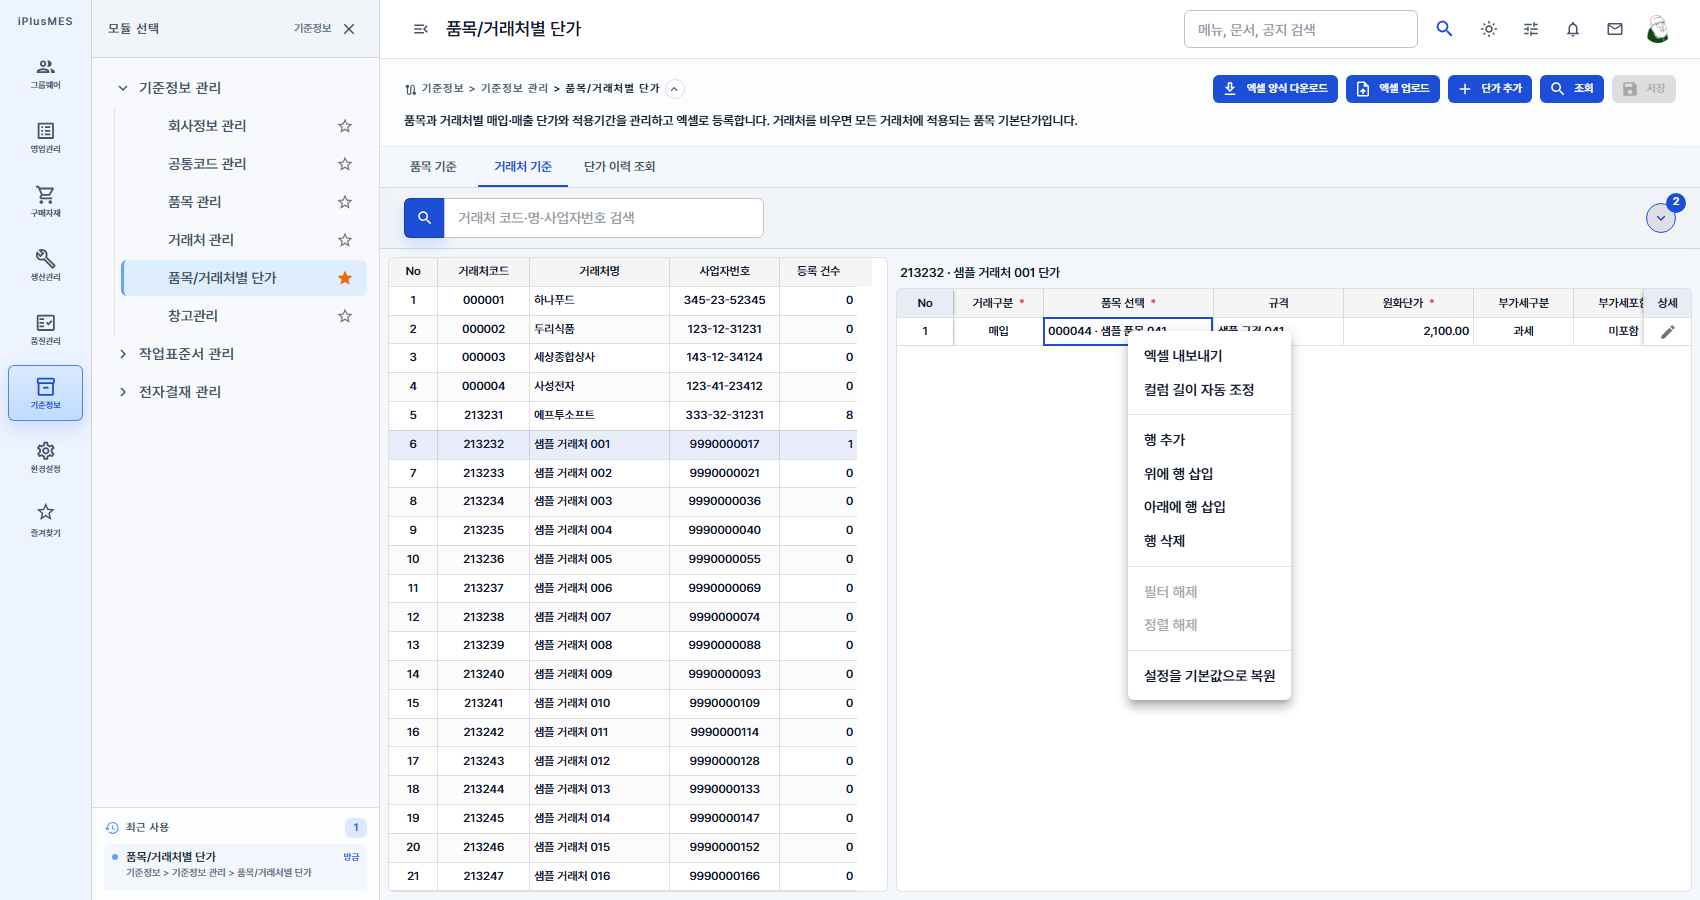 iPlusMES
모듈 선택
기준정보
품목/거래처별 단가
메뉴, 문서, 공지 검색
그룹웨어
영업관리
구매자재
생산관리
품질관리
기준정보
환경설정
즐겨찾기
기준정보 관리
회사정보 관리
공통코드 관리
품목 관리
거래처 관리
품목/거래처별 단가
창고관리
작업표준서 관리
전자결재 관리
최근 사용
1
품목/거래처별 단가
방금
기준정보 > 기준정보 관리 > 품목/거래처별 단가
기준정보 > 기준정보 관리 > 품목/거래처별 단가
엑셀 양식 다운로드
엑셀 업로드
단가 추가
조회
저장
품목과 거래처별 매입·매출 단가와 적용기간을 관리하고 엑셀로 등록합니다. 거래처를 비우면 모든 거래처에 적용되는 품목 기본단가입니다.
품목 기준
거래처 기준
단가 이력 조회
거래처 코드·명·사업자번호 검색
2
No 거래처코드 거래처명 사업자번호 등록 건수
1 000001 하나푸드 345-23-52345 0
2 000002 두리식품 123-12-31231 0
3 000003 세상종합상사 143-12-34124 0
4 000004 사성전자 123-41-23412 0
5 213231 에프투소프트 333-32-31231 8
6 213232 샘플 거래처 001 9990000017 1
7 213233 샘플 거래처 002 9990000021 0
8 213234 샘플 거래처 003 9990000036 0
9 213235 샘플 거래처 004 9990000040 0
10 213236 샘플 거래처 005 9990000055 0
11 213237 샘플 거래처 006 9990000069 0
12 213238 샘플 거래처 007 9990000074 0
13 213239 샘플 거래처 008 9990000088 0
14 213240 샘플 거래처 009 9990000093 0
15 213241 샘플 거래처 010 9990000109 0
16 213242 샘플 거래처 011 9990000114 0
17 213243 샘플 거래처 012 9990000128 0
18 213244 샘플 거래처 013 9990000133 0
19 213245 샘플 거래처 014 9990000147 0
20 213246 샘플 거래처 015 9990000152 0
21 213247 샘플 거래처 016 9990000166 0
213232 · 샘플 거래처 001 단가
No 거래구분 * 품목 선택 * 규격 원화단가 * 부가세구분 부가세포함 상세
1 매입 000044 · 샘플 품목 041 샘플 규격 041 2,100.00 과세 미포함
엑셀 내보내기
컬럼 길이 자동 조정
행 추가
위에 행 삽입
아래에 행 삽입
행 삭제
필터 해제
정렬 해제
설정을 기본값으로 복원